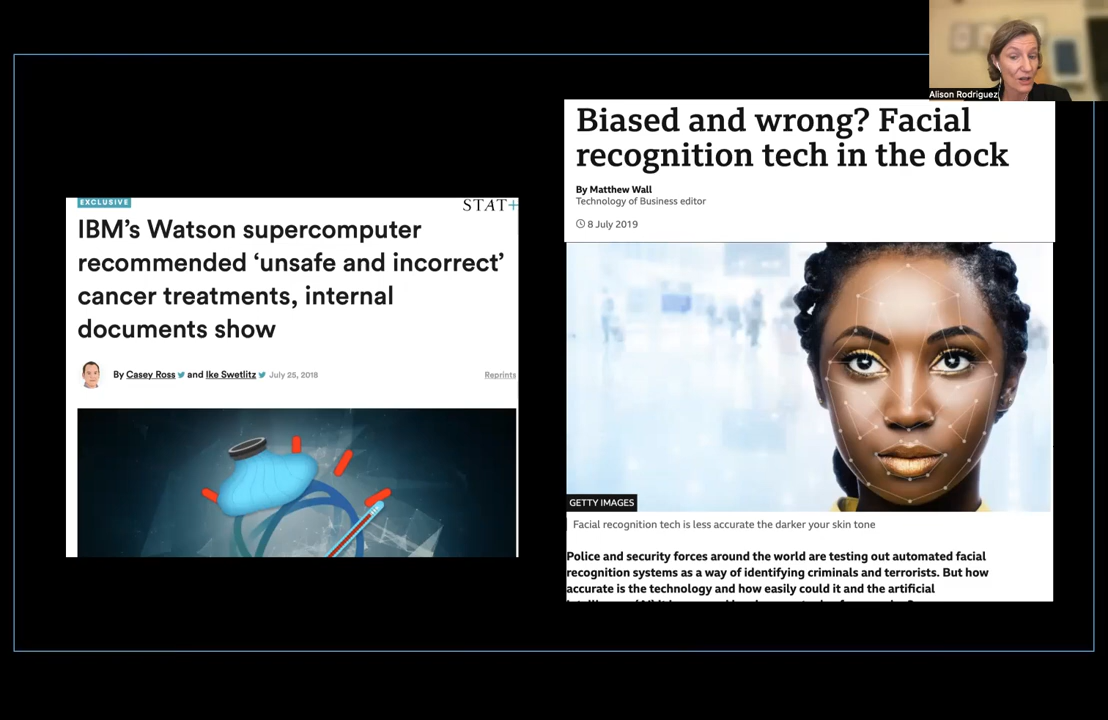 Alison Rodriguez
EXCLUSIVE
STAT+
IBM's Watson supercomputer
recommended ‘unsafe and incorrect’
cancer treatments, internal
documents show
By Casey Ross and Ike Swetlitz July 25, 2018
Reprints
Biased and wrong? Facial
recognition tech in the dock
By Matthew Wall
Technology of Business editor
8 July 2019
GETTY IMAGES
Facial recognition tech is less accurate the darker your skin tone
Police and security forces around the world are testing out automated facial
recognition systems as a way of identifying criminals and terrorists. But how
accurate is the technology and how easily could it and the artificial